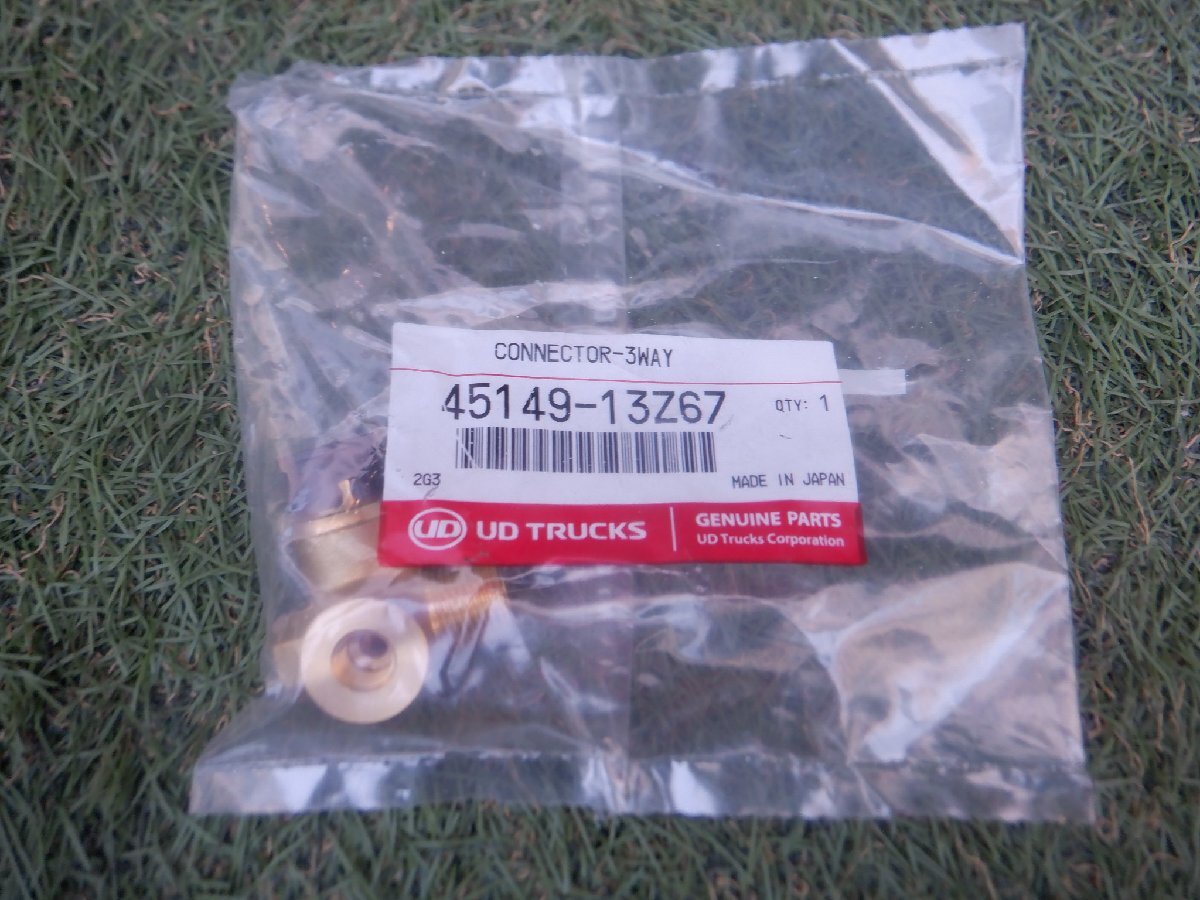 CONNECTOR-3WAY
45149-13Z67 QTY: 1
2G3 MADE IN JAPAN
UD UD TRUCKS GENUINE PARTS
UD Trucks Corporation